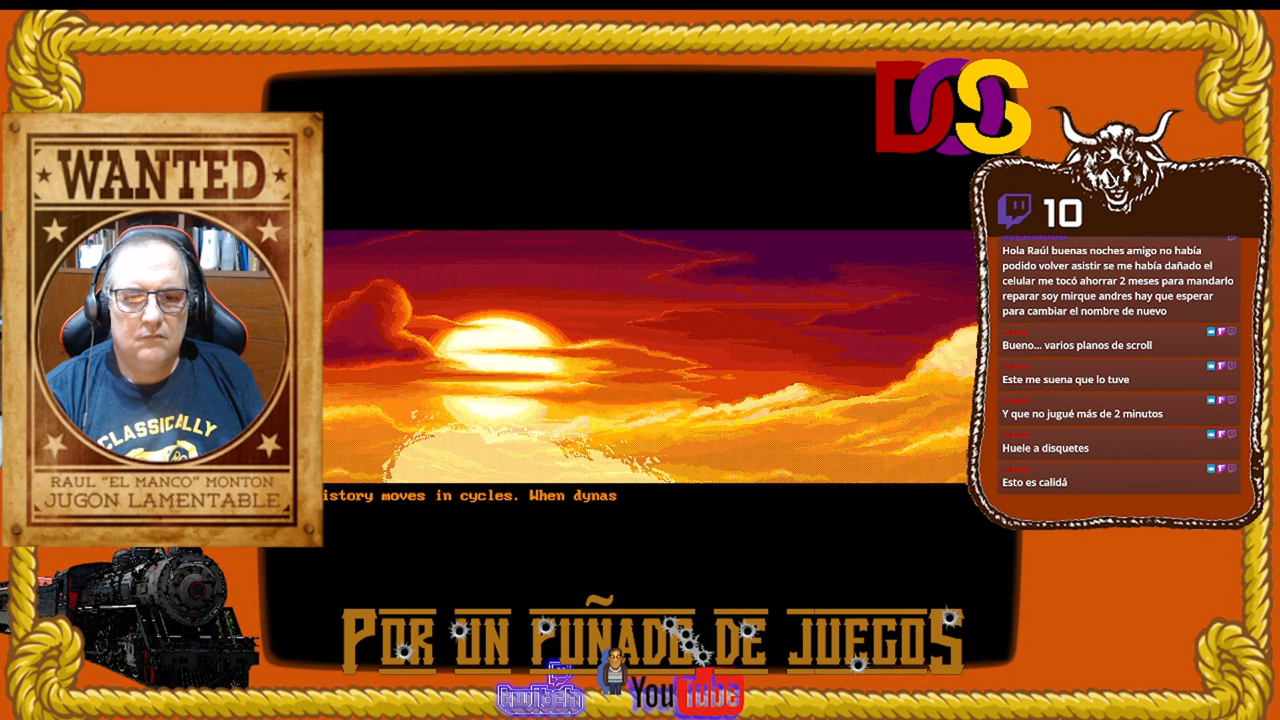 DOS
WANTED
CLASSICALLY
RAUL "EL MANCO" MONTON
JUGON LAMENTABLE
10
Hola Raúl buenas noches amigo no había
podido volver asistir se me había dañado el
celular me tocó ahorrar 2 meses para mandarlo
reparar soy mirque andres hay que esperar
para cambiar el nombre de nuevo
Bueno... varios planos de scroll
Este me suena que lo tuve
Y que no jugué más de 2 minutos
Huele a disquetes
Esto es calidá
istory moves in cycles. When dynas
POR UN PUÑADO DE JUEGOS
twitch
YouTube